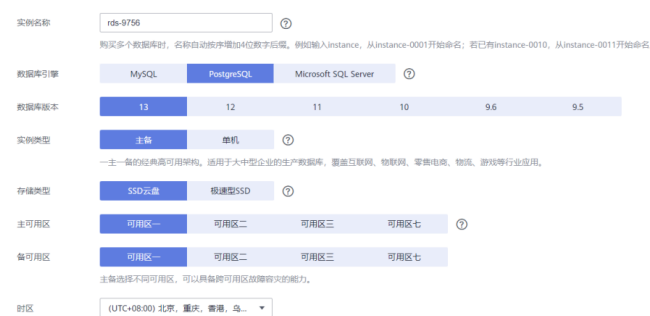 实例名称 rds-9756
购买多个数据库时，名称自动按序增加4位数字后缀。例如输入instance，从instance-0001开始命名；若已有instance-0010，从instance-0011开始命名
数据库引擎 MySQL PostgreSQL Microsoft SQL Server
数据库版本 13 12 11 10 9.6 9.5
实例类型 主备 单机
一主一备的经典高可用架构。适用于大中型企业的生产数据库，覆盖互联网、物联网、零售电商、物流、游戏等行业应用。
存储类型 SSD云盘 极速型SSD
主可用区 可用区一 可用区二 可用区三 可用区七
备可用区 可用区一 可用区二 可用区三 可用区七
主备选择不同可用区，可以具备跨可用区故障容灾的能力。
时区 (UTC+08:00) 北京，重庆，香港，乌...